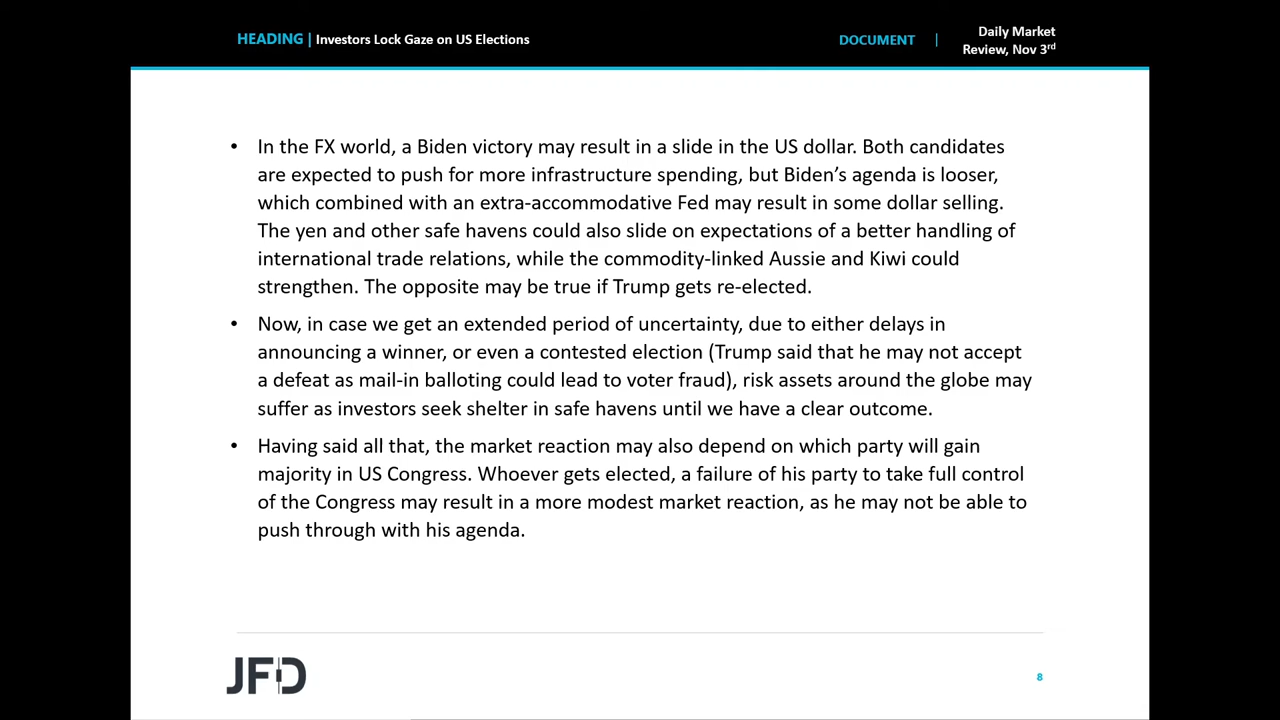 HEADING | Investors Lock Gaze on US Elections
DOCUMENT |
Daily Market
Review, Nov 3rd
• In the FX world, a Biden victory may result in a slide in the US dollar. Both candidates
are expected to push for more infrastructure spending, but Biden’s agenda is looser,
which combined with an extra-accommodative Fed may result in some dollar selling.
The yen and other safe havens could also slide on expectations of a better handling of
international trade relations, while the commodity-linked Aussie and Kiwi could
strengthen. The opposite may be true if Trump gets re-elected.
• Now, in case we get an extended period of uncertainty, due to either delays in
announcing a winner, or even a contested election (Trump said that he may not accept
a defeat as mail-in balloting could lead to voter fraud), risk assets around the globe may
suffer as investors seek shelter in safe havens until we have a clear outcome.
• Having said all that, the market reaction may also depend on which party will gain
majority in US Congress. Whoever gets elected, a failure of his party to take full control
of the Congress may result in a more modest market reaction, as he may not be able to
push through with his agenda.
JFD
8